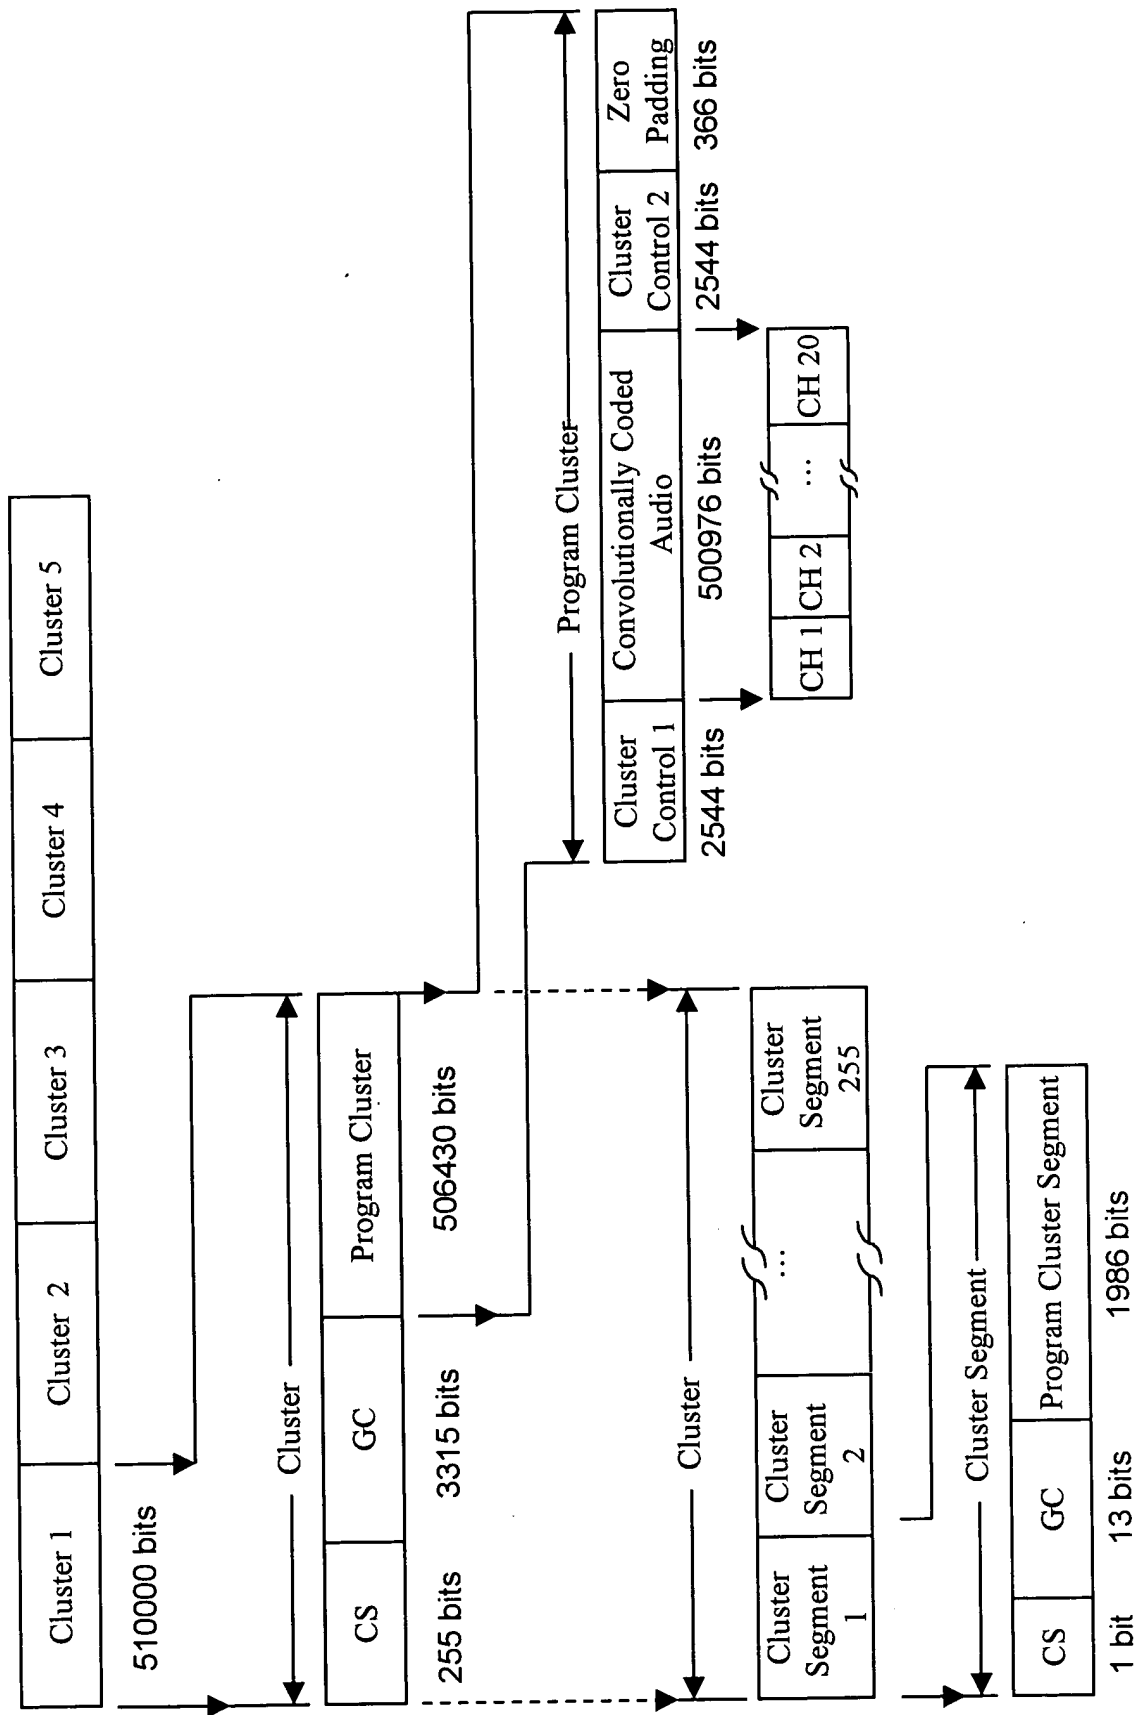 Cluster 1
Cluster 2
Cluster 3
Cluster 4
Cluster 5
510000 bits
Cluster
CS
GC
Program Cluster
255 bits
3315 bits
506430 bits
Program Cluster
Cluster
Control 1
Convolutionally Coded
Audio
Cluster
Control 2
Zero
Padding
2544 bits
500976 bits
2544 bits
366 bits
CH 1
CH 2
...
CH 20
Cluster
Cluster
Segment
1
Cluster
Segment
2
...
Cluster
Segment
255
Cluster Segment
CS
GC
Program Cluster Segment
1 bit
13 bits
1986 bits